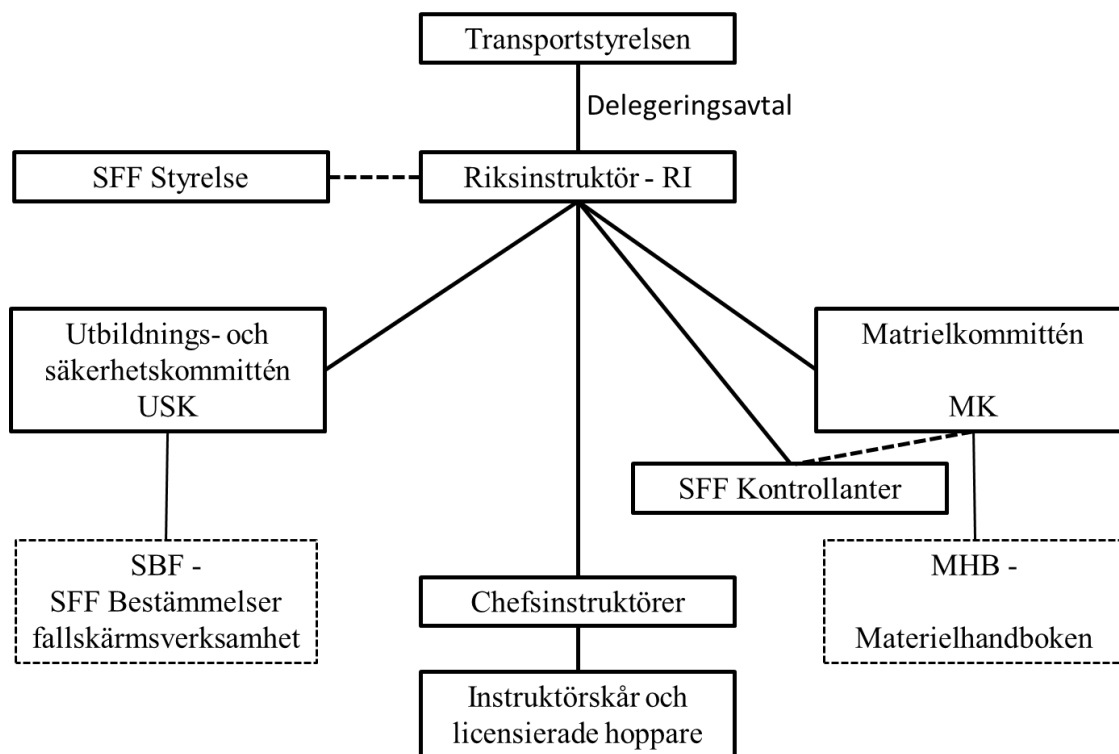 Transportstyrelsen
Delegeringsavtal
SFF Styrelse
Riksinstruktör - RI
Utbildnings- och
säkerhetskommittén
USK
Matrielkommittén
MK
SFF Kontrollanter
SBF -
SFF Bestämmelser
fallskärmsverksamhet
MHB -
Materielhandboken
Chefsinstruktörer
Instruktörskår och
licensierade hoppare